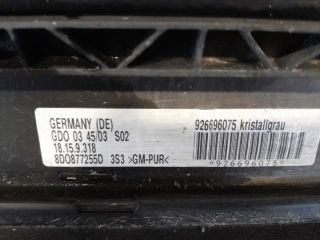 GERMANY (DE)
GDO 03 45/03 S02
18.15.9.318
8D0877255D 3S3 >GM-PUR<
926696075 kristallgrau
*926696075*